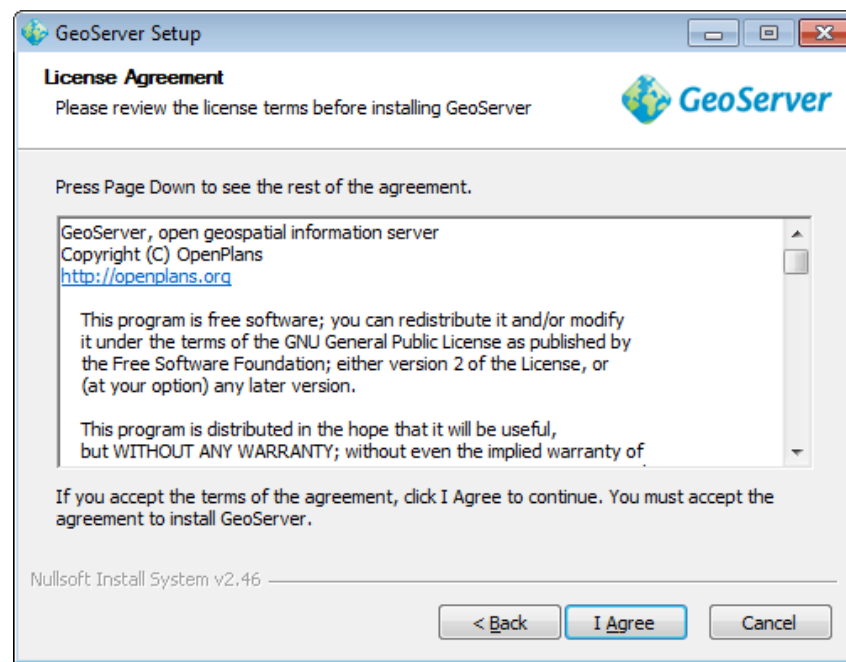 GeoServer Setup
License Agreement
Please review the license terms before installing GeoServer
GeoServer
Press Page Down to see the rest of the agreement.
GeoServer, open geospatial information server
Copyright (C) OpenPlans
http://openplans.org
This program is free software; you can redistribute it and/or modify
it under the terms of the GNU General Public License as published by
the Free Software Foundation; either version 2 of the License, or
(at your option) any later version.
This program is distributed in the hope that it will be useful,
but WITHOUT ANY WARRANTY; without even the implied warranty of
If you accept the terms of the agreement, click I Agree to continue. You must accept the
agreement to install GeoServer.
Nullsoft Install System v2.46
< Back
I Agree
Cancel